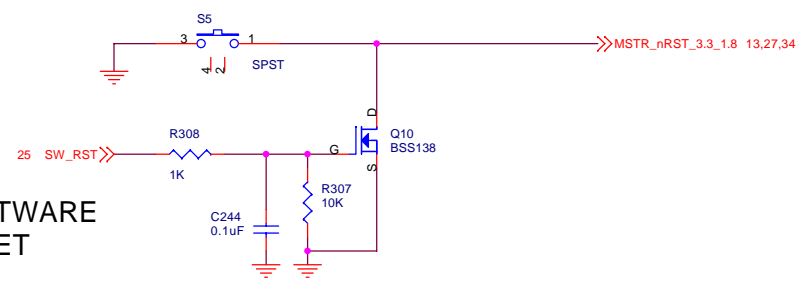 S5
3 1
4 2
SPST
MSTR_nRST_3.3_1.8 13,27,34
D
Q10
BSS138
G
S
R308
25 SW_RST
1K
R307
10K
C244
0.1uF
TWARE
ET